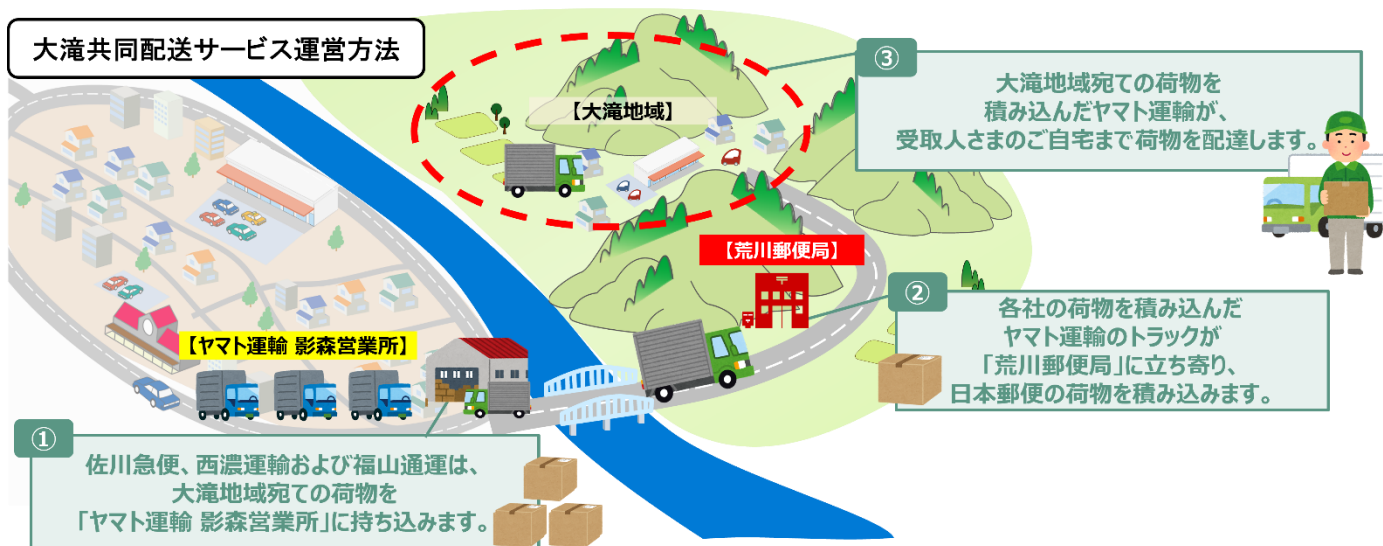 大滝共同配送サービス運営方法
【大滝地域】
③
大滝地域宛ての荷物を
積み込んだヤマト運輸が、
受取人さまのご自宅まで荷物を配達します。
【荒川郵便局】
②
各社の荷物を積み込んだ
ヤマト運輸のトラックが
「荒川郵便局」に立ち寄り、
日本郵便の荷物を積み込みます。
【ヤマト運輸 影森営業所】
①
佐川急便、西濃運輸および福山通運は、
大滝地域宛ての荷物を
「ヤマト運輸 影森営業所」に持ち込みます。